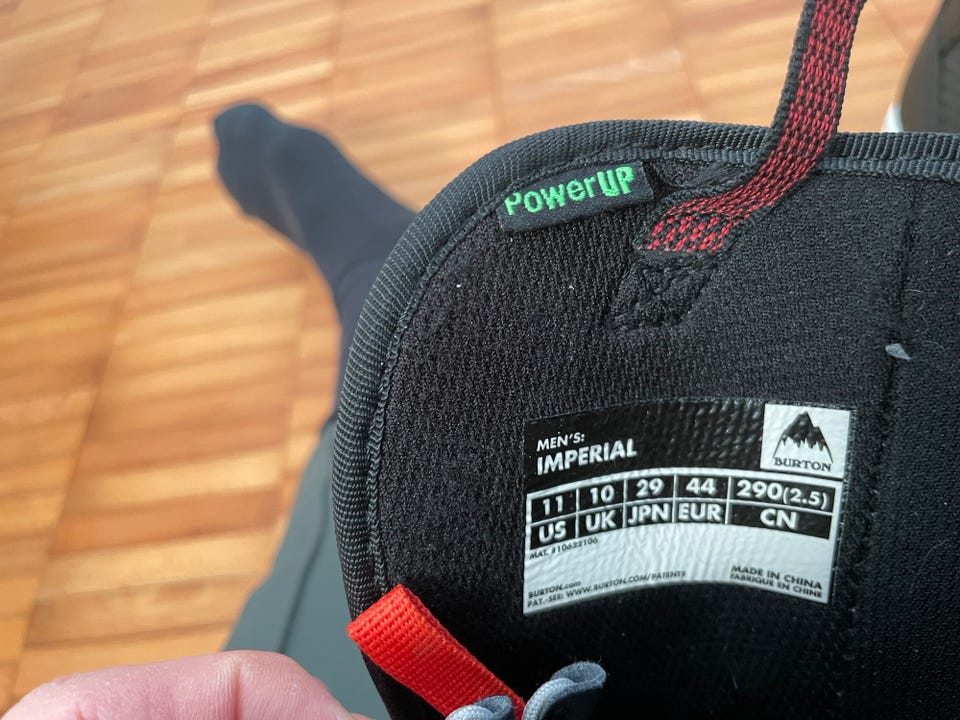 PowerUP
MEN'S:
IMPERIAL
BURTON
11 10 29 44 290(2.5)
US UK JPN EUR CN
MAT. #10622106
BURTON.com
PAT.-SEE: WWW.BURTON.COM/PATENTS
MADE IN CHINA
FABRIQUE EN CHINE